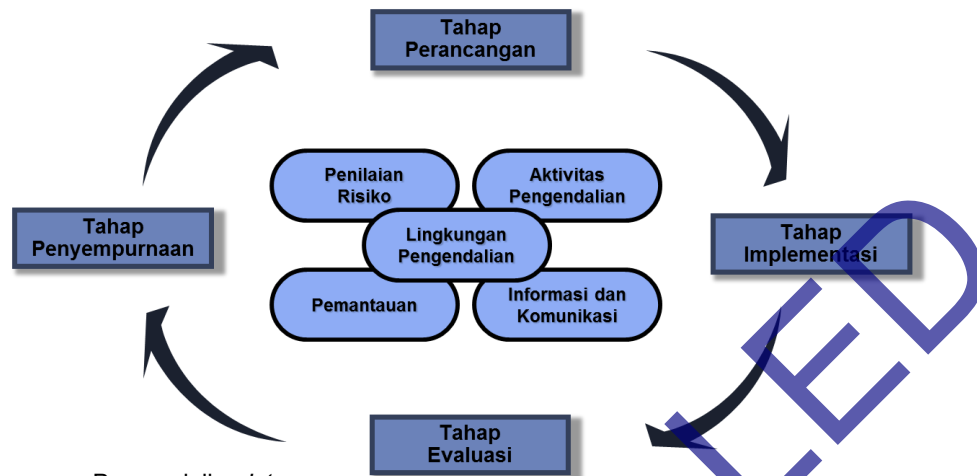 Tahap
Perancangan
Penilaian
Risiko
Aktivitas
Pengendalian
Tahap
Penyempurnaan
Lingkungan
Pengendalian
Tahap
Implementasi
Pemantauan
Informasi dan
Komunikasi
Tahap
Evaluasi